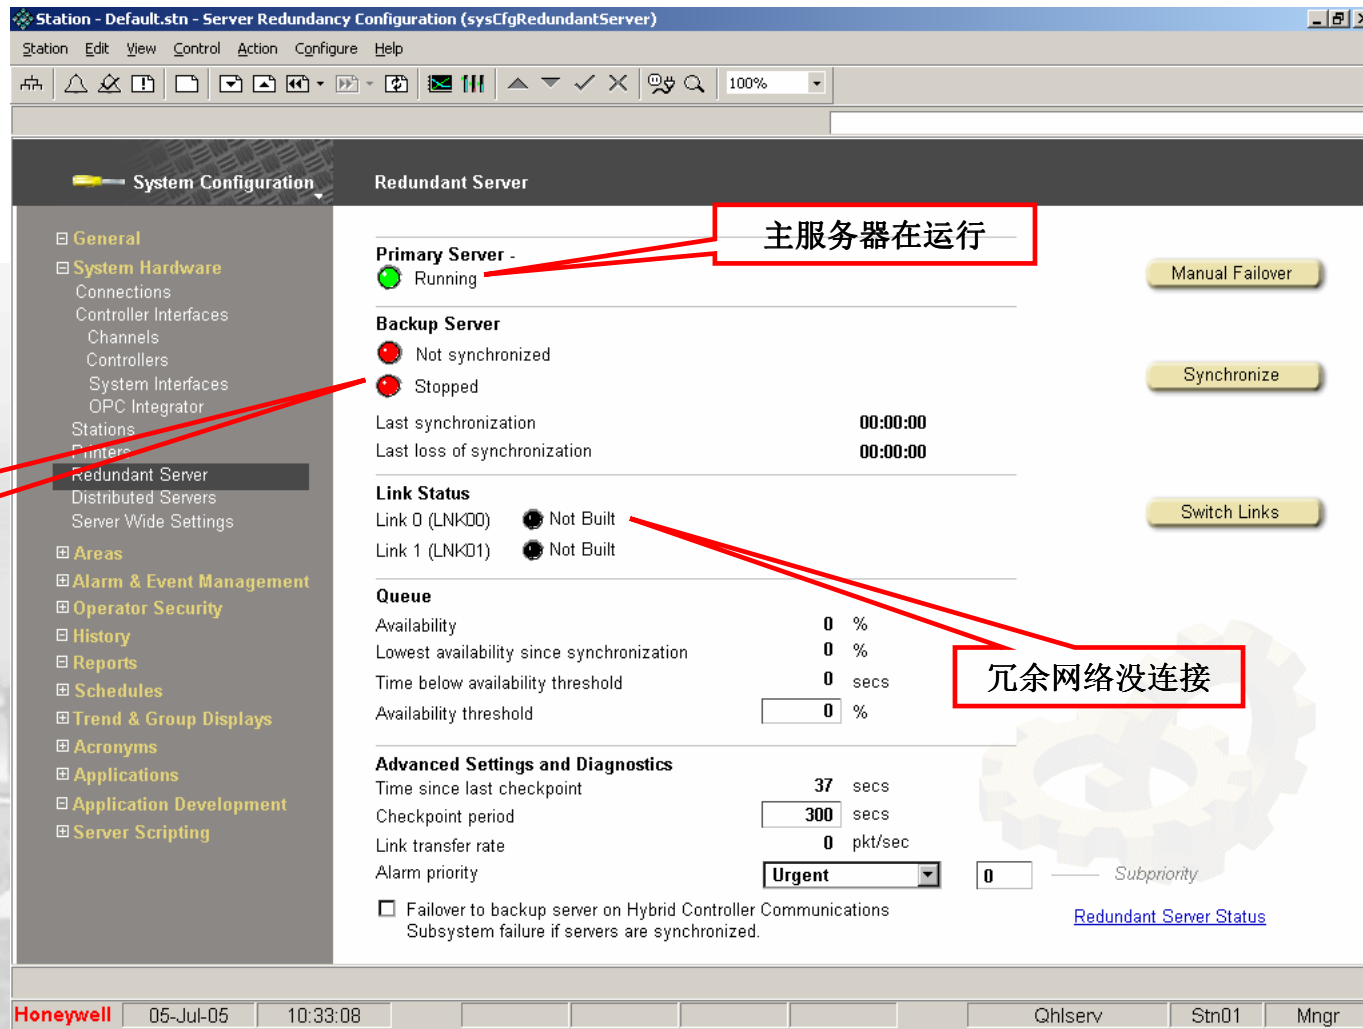 Station - Default.stn - Server Redundancy Configuration (sysCfgRedundantServer)
Station Edit View Control Action Configure Help
100%
System Configuration
Redundant Server
General
System Hardware
Connections
Controller Interfaces
Channels
Controllers
System Interfaces
OPC Integrator
Stations
Printers
Redundant Server
Distributed Servers
Server Wide Settings
Areas
Alarm & Event Management
Operator Security
History
Reports
Schedules
Trend & Group Displays
Acronyms
Applications
Application Development
Server Scripting
Primary Server -
Running
主服务器在运行
Manual Failover
Backup Server
Not synchronized
Stopped
Synchronize
Last synchronization 00:00:00
Last loss of synchronization 00:00:00
Link Status
Link 0 (LNK00) Not Built
Link 1 (LNK01) Not Built
Switch Links
Queue
Availability 0 %
Lowest availability since synchronization 0 %
Time below availability threshold 0 secs
Availability threshold 0 %
冗余网络没连接
Advanced Settings and Diagnostics
Time since last checkpoint 37 secs
Checkpoint period 300 secs
Link transfer rate 0 pkt/sec
Alarm priority Urgent 0 Subpriority
Failover to backup server on Hybrid Controller Communications
Subsystem failure if servers are synchronized.
Redundant Server Status
Honeywell 05-Jul-05 10:33:08 Qhlserv Stn01 Mngr